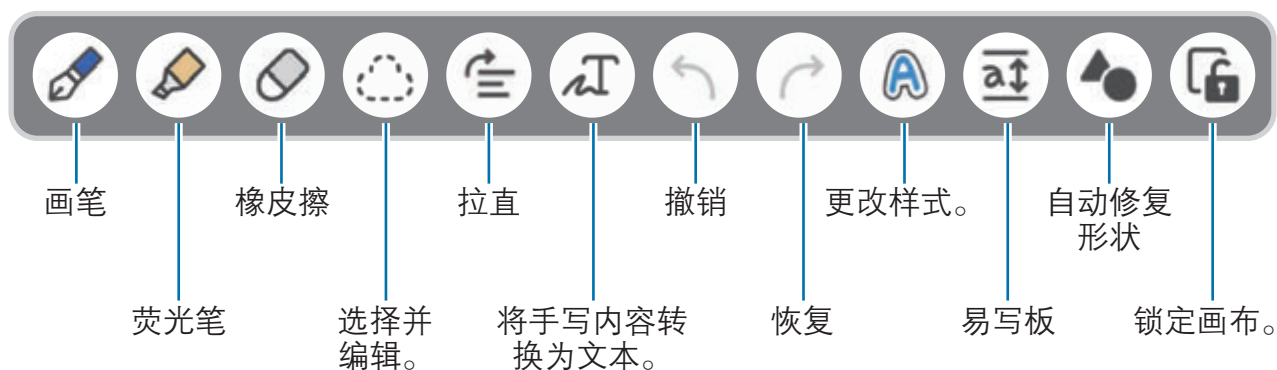 画笔
橡皮擦
拉直
撤销
更改样式。
自动修复
形状
荧光笔
选择并
编辑。
将手写内容转
换为文本。
恢复
易写板
锁定画布。